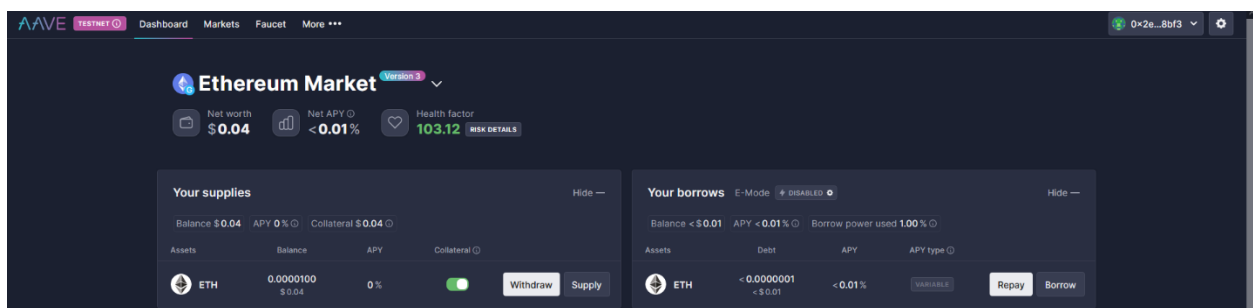 AAVE TESTNET Dashboard Markets Faucet More ••• 0×2e...8bf3
Ethereum Market Version 3
Net worth Net APY Health factor
$0.04 <0.01% 103.12 RISK DETAILS
Your supplies Hide —
Balance $0.04 APY 0% Collateral $0.04
Assets Balance APY Collateral
ETH 0.0000100 0% Withdraw Supply
$0.04
Your borrows E-Mode DISABLED Hide —
Balance <$0.01 APY <0.01% Borrow power used 1.00%
Assets Debt APY APY type
ETH <0.0000001 <0.01% VARIABLE Repay Borrow
<$0.01